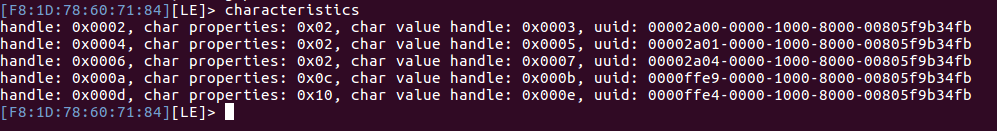 [F8:1D:78:60:71:84][LE]> characteristics
handle: 0x0002, char properties: 0x02, char value handle: 0x0003, uuid: 00002a00-0000-1000-8000-00805f9b34fb
handle: 0x0004, char properties: 0x02, char value handle: 0x0005, uuid: 00002a01-0000-1000-8000-00805f9b34fb
handle: 0x0006, char properties: 0x02, char value handle: 0x0007, uuid: 00002a04-0000-1000-8000-00805f9b34fb
handle: 0x000a, char properties: 0x0c, char value handle: 0x000b, uuid: 0000ffe9-0000-1000-8000-00805f9b34fb
handle: 0x000d, char properties: 0x10, char value handle: 0x000e, uuid: 0000ffe4-0000-1000-8000-00805f9b34fb
[F8:1D:78:60:71:84][LE]>